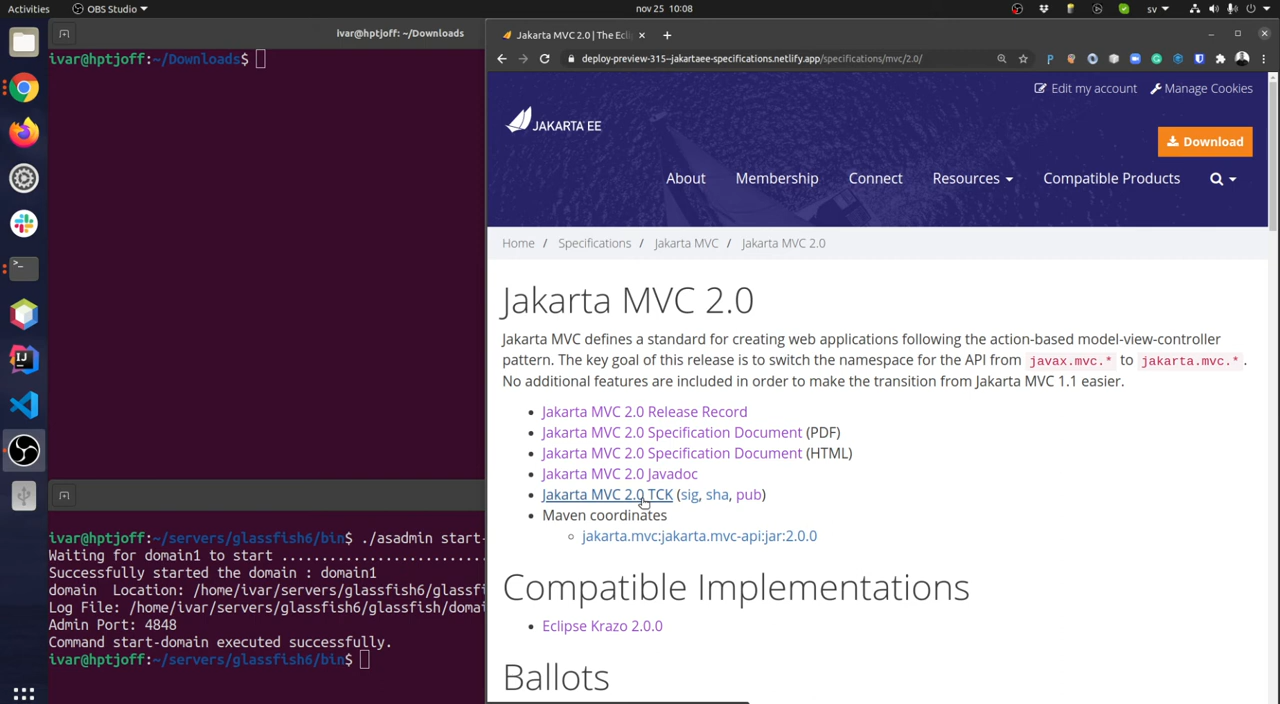 Activities
OBS Studio
nov 25 10:08
sv
ivar@hptjoff: ~/Downloads
ivar@hptjoff:~/Downloads$
Jakarta MVC 2.0 | The Ecli
deploy-preview-315--jakartaee-specifications.netlify.app/specifications/mvc/2.0/
Edit my account
Manage Cookies
JAKARTA EE
Download
About
Membership
Connect
Resources
Compatible Products
Home / Specifications / Jakarta MVC / Jakarta MVC 2.0
Jakarta MVC 2.0
Jakarta MVC defines a standard for creating web applications following the action-based model-view-controller
pattern. The key goal of this release is to switch the namespace for the API from javax.mvc.* to jakarta.mvc.* .
No additional features are included in order to make the transition from Jakarta MVC 1.1 easier.
Jakarta MVC 2.0 Release Record
Jakarta MVC 2.0 Specification Document (PDF)
Jakarta MVC 2.0 Specification Document (HTML)
Jakarta MVC 2.0 Javadoc
Jakarta MVC 2.0 TCK (sig, sha, pub)
Maven coordinates
jakarta.mvc:jakarta.mvc-api:jar:2.0.0
Compatible Implementations
Eclipse Krazo 2.0.0
Ballots
ivar@hptjoff:~/servers/glassfish6/bin$ ./asadmin start-
Waiting for domain1 to start ..................
Successfully started the domain : domain1
domain Location: /home/ivar/servers/glassfish6/glassfi
Log File: /home/ivar/servers/glassfish6/glassfish/domai
Admin Port: 4848
Command start-domain executed successfully.
ivar@hptjoff:~/servers/glassfish6/bin$